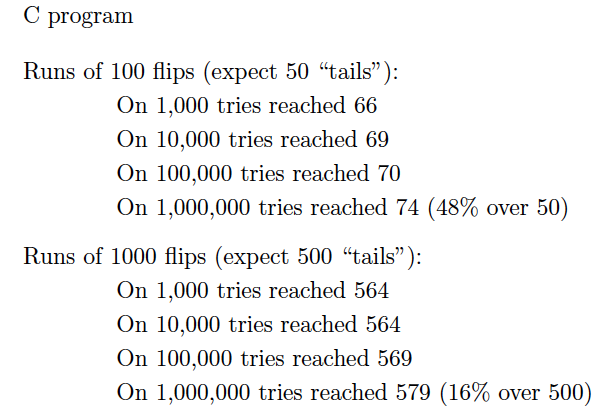 C program
Runs of 100 flips (expect 50 “tails”):
On 1,000 tries reached 66
On 10,000 tries reached 69
On 100,000 tries reached 70
On 1,000,000 tries reached 74 (48% over 50)
Runs of 1000 flips (expect 500 “tails”):
On 1,000 tries reached 564
On 10,000 tries reached 564
On 100,000 tries reached 569
On 1,000,000 tries reached 579 (16% over 500)